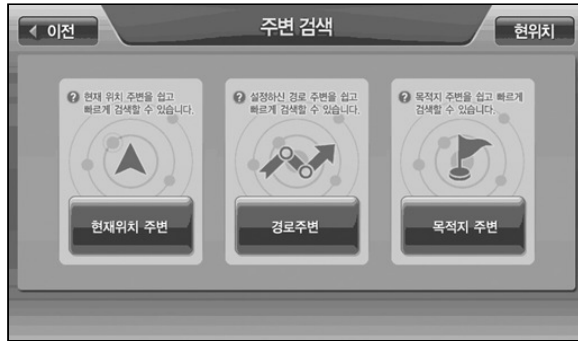 이전
주변 검색
현위치
현재 위치 주변을 쉽고
빠르게 검색할 수 있습니다.
설정하신 경로 주변을 쉽고
빠르게 검색할 수 있습니다.
목적지 주변을 쉽고 빠르게
검색할 수 있습니다.
현재위치 주변
경로주변
목적지 주변